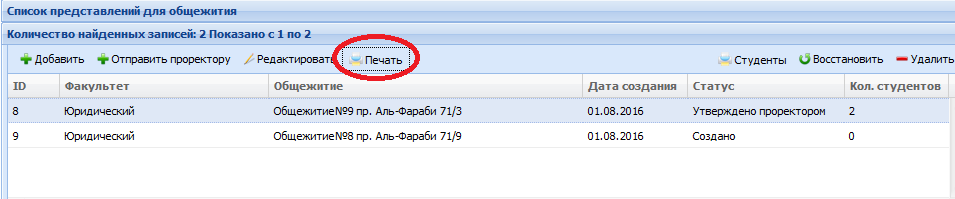 Список представлений для общежития
Количество найденных записей: 2 Показано с 1 по 2
Добавить Отправить проректору Редактировать Печать Студенты Восстановить Удалить
ID Факультет Общежитие Дата создания Статус Кол. студентов
8 Юридический Общежитие№9 пр. Аль-Фараби 71/3 01.08.2016 Утверждено проректором 2
9 Юридический Общежитие№8 пр. Аль-Фараби 71/9 01.08.2016 Создано 0